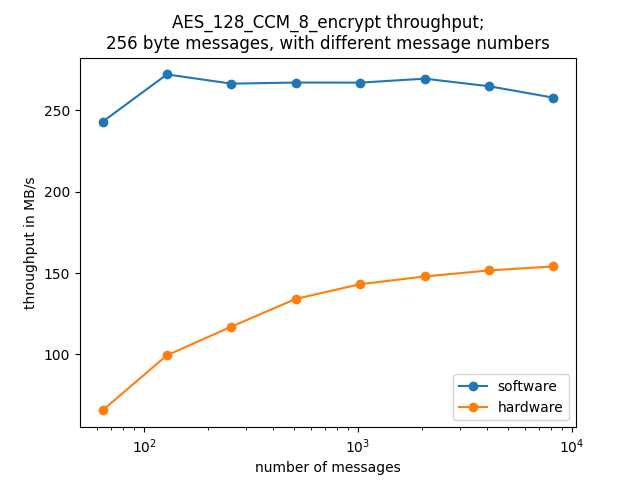 AES_128_CCM_8_encrypt throughput;
256 byte messages, with different message numbers
throughput in MB/s
250
200
150
100
software
hardware
10²
10³
10⁴
number of messages